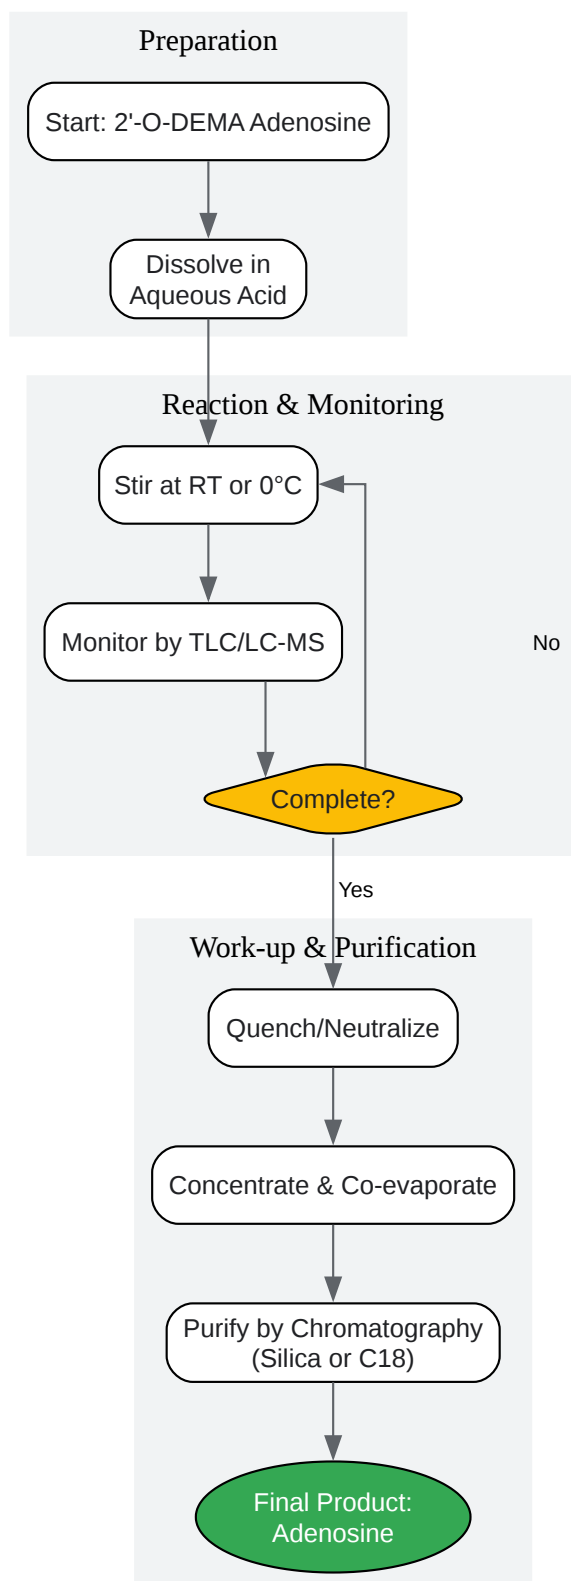 Preparation
Start: 2'-O-DEMA Adenosine
Dissolve in
Aqueous Acid
Reaction & Monitoring
Stir at RT or 0°C
Monitor by TLC/LC-MS
No
Complete?
Yes
Work-up & Purification
Quench/Neutralize
Concentrate & Co-evaporate
Purify by Chromatography
(Silica or C18)
Final Product:
Adenosine